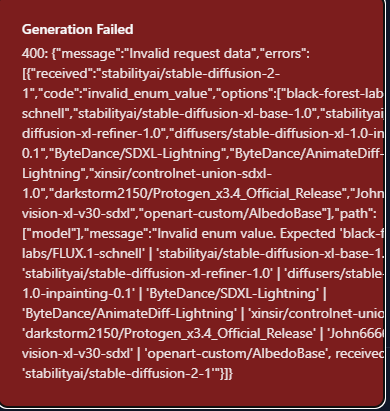 Generation Failed
400: {"message":"Invalid request data","errors":
[{"received":"stabilityai/stable-diffusion-2-
1","code":"invalid_enum_value","options":["black-forest-lab
schnell","stabilityai/stable-diffusion-xl-base-1.0","stabilityai
diffusion-xl-refiner-1.0","diffusers/stable-diffusion-xl-1.0-in
0.1","ByteDance/SDXL-Lightning","ByteDance/AnimateDiff-
Lightning","xinsir/controlnet-union-sdxl-
1.0","darkstorm2150/Protogen_x3.4_Official_Release","John
vision-xl-v30-sdxl","openart-custom/AlbedoBase"],"path":
["model"],"message":"Invalid enum value. Expected 'black-f
labs/FLUX.1-schnell' | 'stabilityai/stable-diffusion-xl-base-1.
'stabilityai/stable-diffusion-xl-refiner-1.0' | 'diffusers/stable-
1.0-inpainting-0.1' | 'ByteDance/SDXL-Lightning' |
'ByteDance/AnimateDiff-Lightning' | 'xinsir/controlnet-unio
'darkstorm2150/Protogen_x3.4_Official_Release' | 'John666
vision-xl-v30-sdxl' | 'openart-custom/AlbedoBase', received
'stabilityai/stable-diffusion-2-1'"}]}